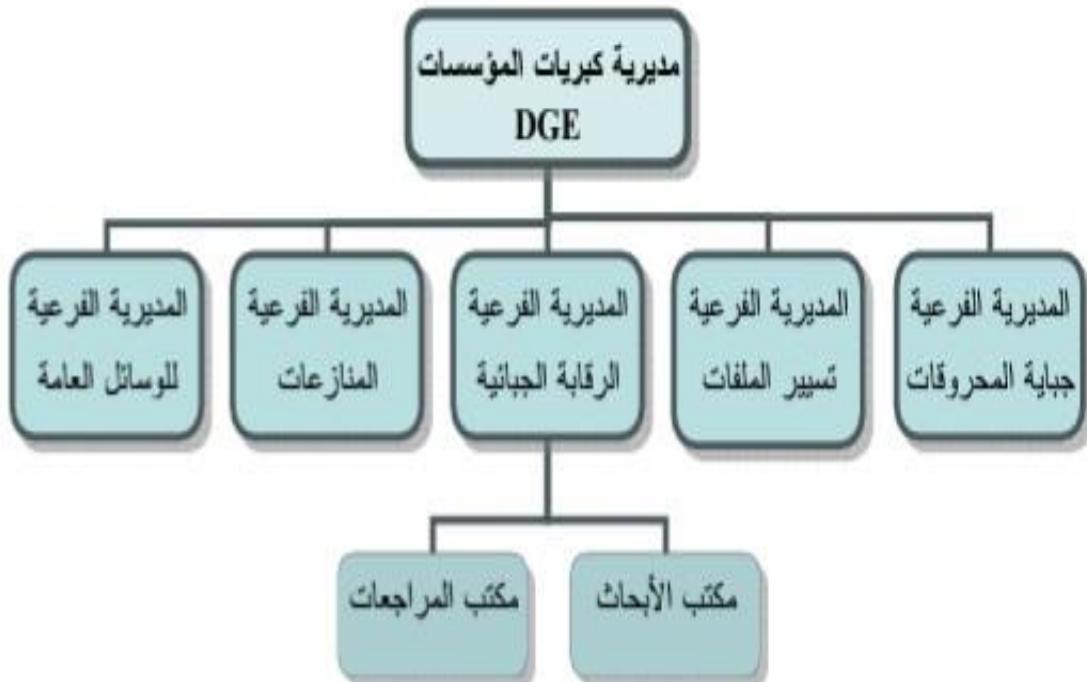 مديرية كبريات المؤسسات
DGE
المديرية الفرعية
جباية المحروقات
المديرية الفرعية
تسيير الملفات
المديرية الفرعية
الرقابة الجبائية
المديرية الفرعية
المنازعات
المديرية الفرعية
للوسائل العامة
مكتب الأبحاث
مكتب المراجعات